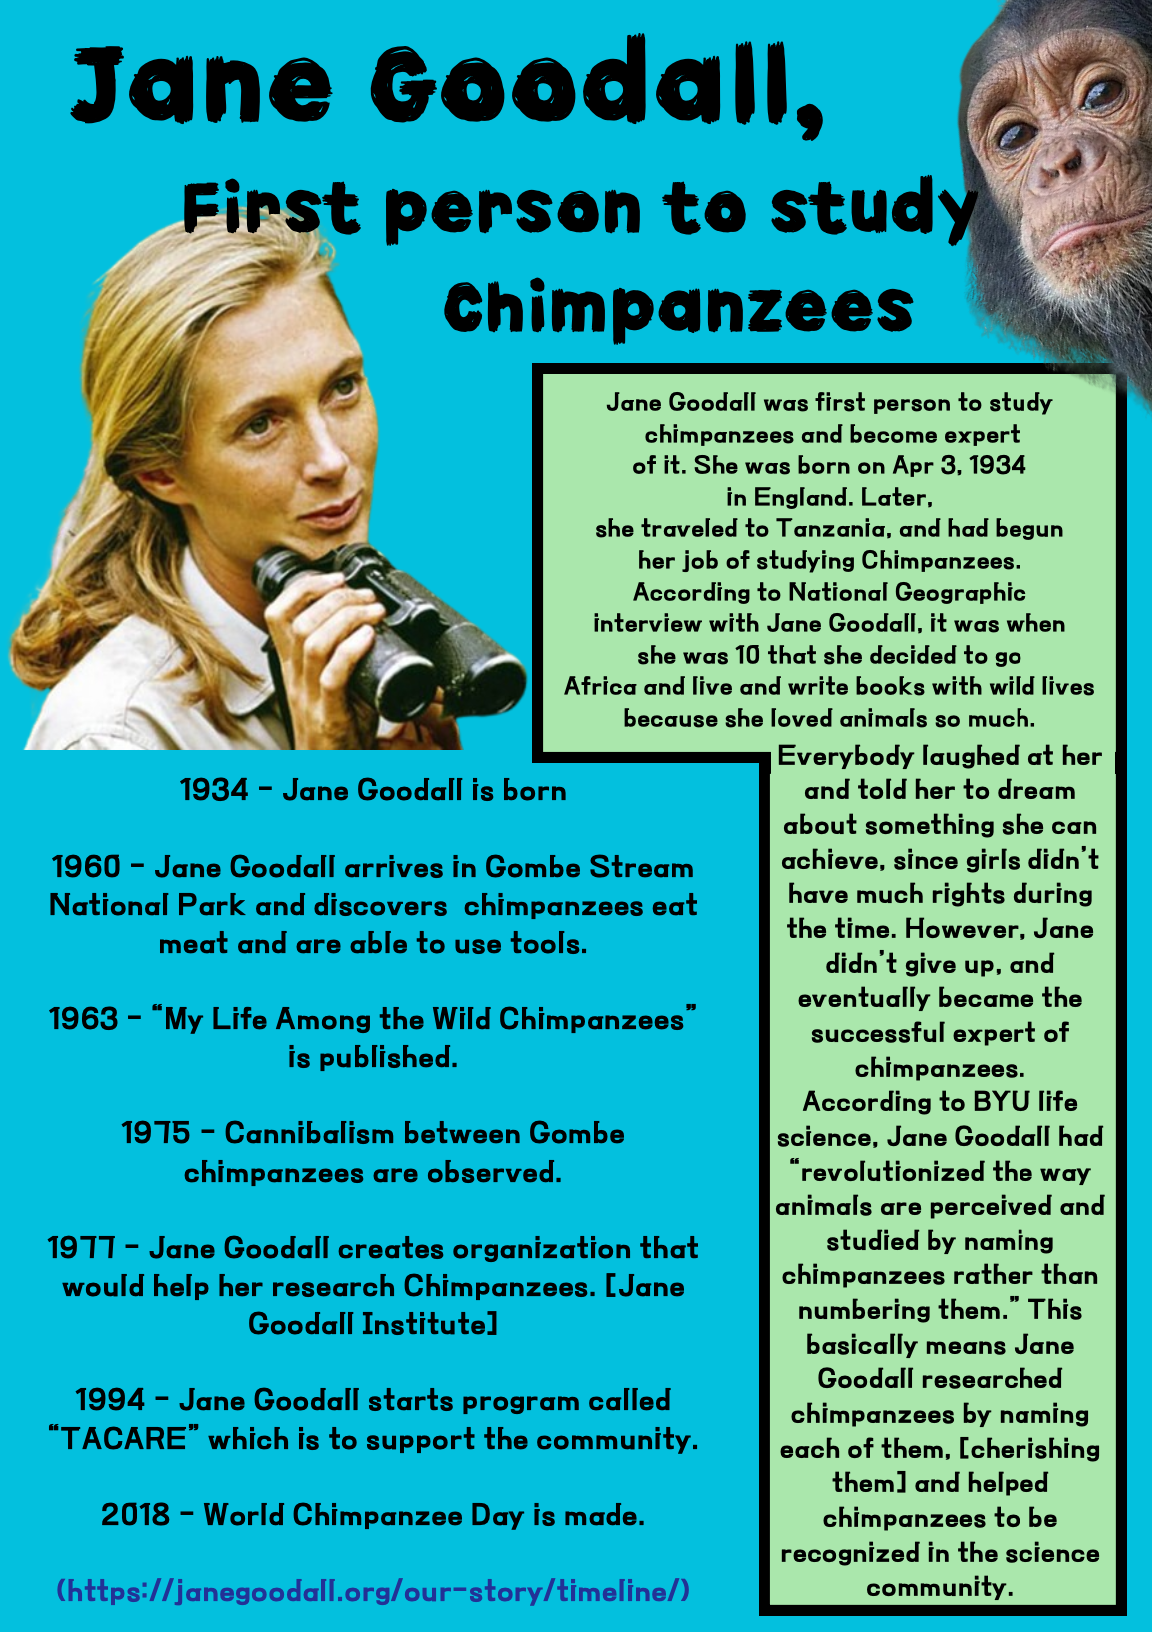 Jane Goodall,
First person to study
Chimpanzees
Jane Goodall was first person to study
chimpanzees and become expert
of it. She was born on Apr 3, 1934
in England. Later,
she traveled to Tanzania, and had begun
her job of studying Chimpanzees.
According to National Geographic
interview with Jane Goodall, it was when
she was 10 that she decided to go
Africa and live and write books with wild lives
because she loved animals so much.
Everybody laughed at her
and told her to dream
about something she can
achieve, since girls didn't
have much rights during
the time. However, Jane
didn't give up, and
eventually became the
successful expert of
chimpanzees.
According to BYU life
science, Jane Goodall had
“revolutionized the way
animals are perceived and
studied by naming
chimpanzees rather than
numbering them.” This
basically means Jane
Goodall researched
chimpanzees by naming
each of them, [cherishing
them] and helped
chimpanzees to be
recognized in the science
community.
1934 - Jane Goodall is born
1960 - Jane Goodall arrives in Gombe Stream
National Park and discovers chimpanzees eat
meat and are able to use tools.
1963 - “My Life Among the Wild Chimpanzees”
is published.
1975 - Cannibalism between Gombe
chimpanzees are observed.
1977 - Jane Goodall creates organization that
would help her research Chimpanzees. [Jane
Goodall Institute]
1994 - Jane Goodall starts program called
“TACARE” which is to support the community.
2018 - World Chimpanzee Day is made.
(https://janegoodall.org/our-story/timeline/)